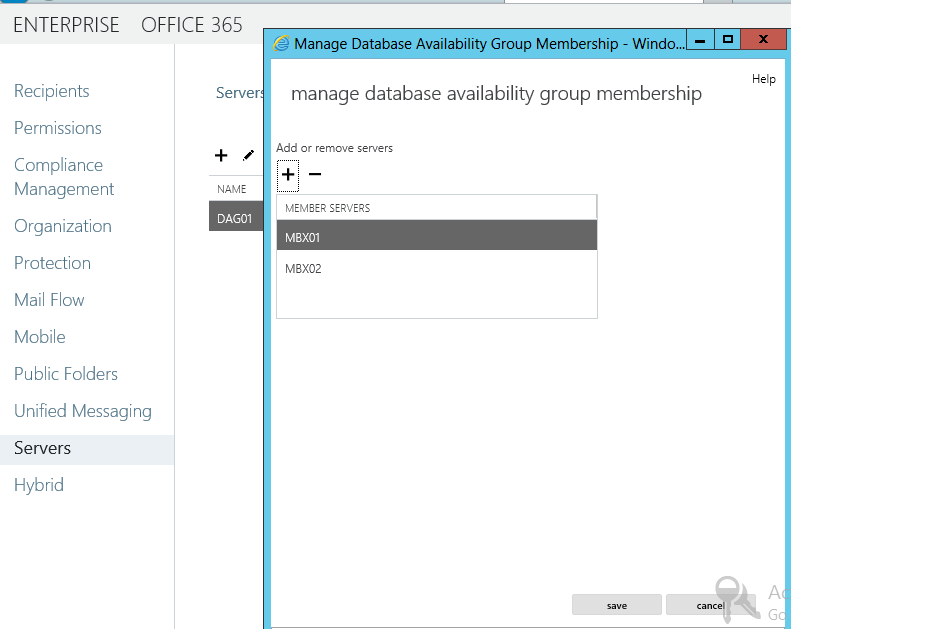 ENTERPRISE OFFICE 365
Manage Database Availability Group Membership - Windo...
Help
manage database availability group membership
Recipients
Permissions
Compliance
Management
Organization
Protection
Mail Flow
Mobile
Public Folders
Unified Messaging
Servers
Hybrid
Servers
NAME
DAG01
Add or remove servers
MEMBER SERVERS
MBX01
MBX02
save cancel